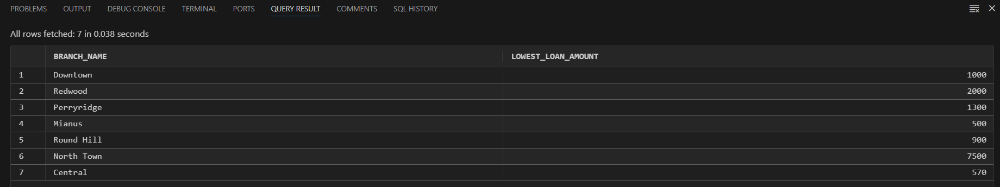 PROBLEMS OUTPUT DEBUG CONSOLE TERMINAL PORTS QUERY RESULT COMMENTS SQL HISTORY
All rows fetched: 7 in 0.038 seconds
BRANCH_NAME LOWEST_LOAN_AMOUNT
1 Downtown 1000
2 Redwood 2000
3 Perryridge 1300
4 Mianus 500
5 Round Hill 900
6 North Town 7500
7 Central 570